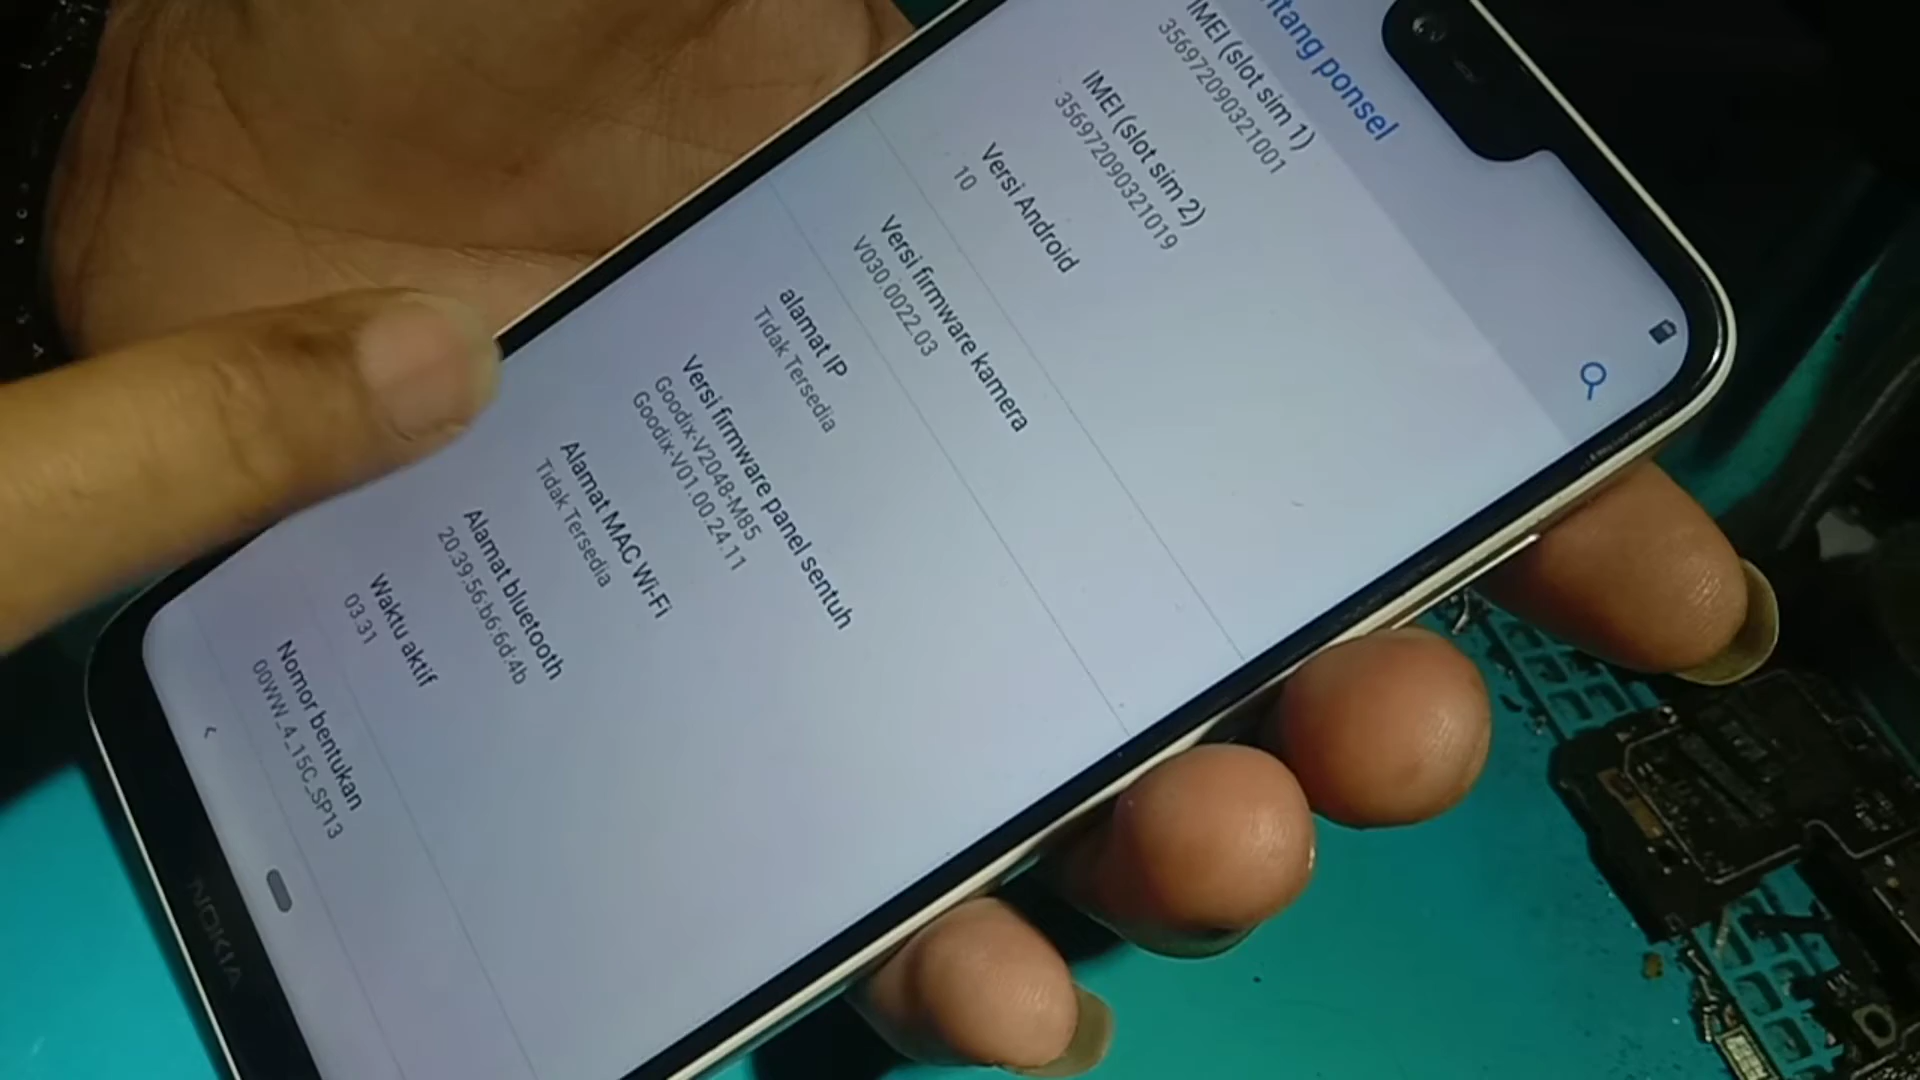 ntang ponsel
IMEI (slot sim 1)
356972090321001
IMEI (slot sim 2)
356972090321019
Versi Android
10
Versi firmware kamera
V030.0022.03
alamat IP
Tidak Tersedia
Versi firmware panel sentuh
Goodix-V2048-M85
Goodix-V01.00.24.11
Alamat MAC Wi-Fi
Tidak Tersedia
Alamat bluetooth
20:39:56:b6:6d:4b
Waktu aktif
03.31
Nomor bentukan
00WW_4_15C_SP13
NOKIA